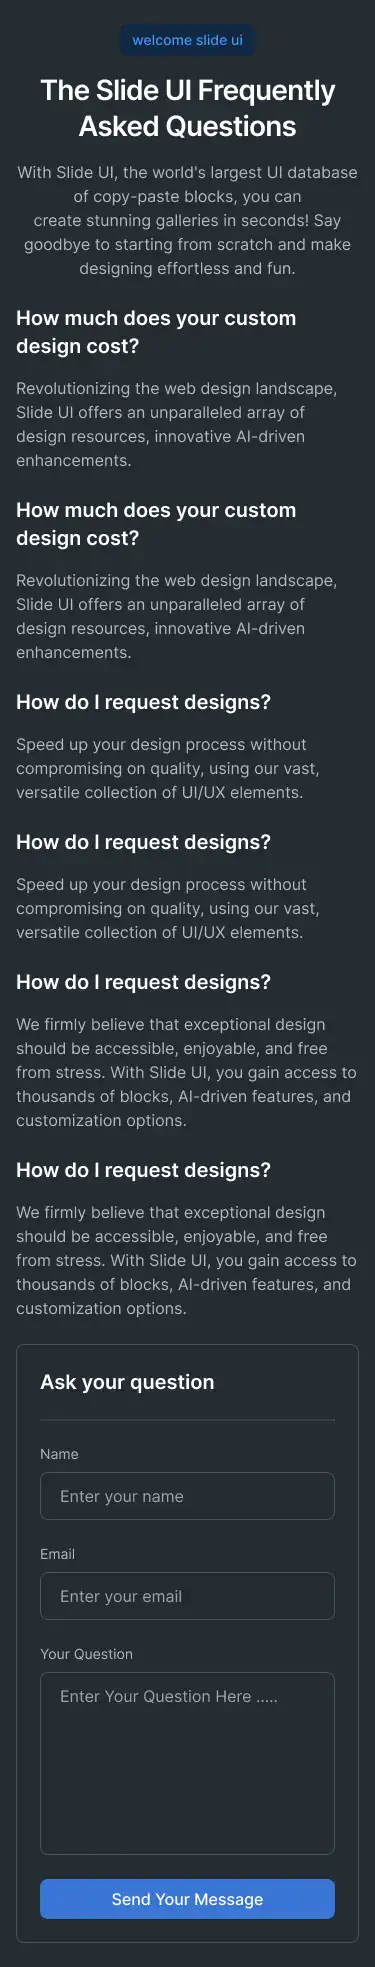 welcome slide ui
The Slide UI Frequently
Asked Questions
With Slide UI, the world's largest UI database
of copy-paste blocks, you can
create stunning galleries in seconds! Say
goodbye to starting from scratch and make
designing effortless and fun.
How much does your custom
design cost?
Revolutionizing the web design landscape,
Slide UI offers an unparalleled array of
design resources, innovative AI-driven
enhancements.
How much does your custom
design cost?
Revolutionizing the web design landscape,
Slide UI offers an unparalleled array of
design resources, innovative AI-driven
enhancements.
How do I request designs?
Speed up your design process without
compromising on quality, using our vast,
versatile collection of UI/UX elements.
How do I request designs?
Speed up your design process without
compromising on quality, using our vast,
versatile collection of UI/UX elements.
How do I request designs?
We firmly believe that exceptional design
should be accessible, enjoyable, and free
from stress. With Slide UI, you gain access to
thousands of blocks, AI-driven features, and
customization options.
How do I request designs?
We firmly believe that exceptional design
should be accessible, enjoyable, and free
from stress. With Slide UI, you gain access to
thousands of blocks, AI-driven features, and
customization options.
Ask your question
Name
Enter your name
Email
Enter your email
Your Question
Enter Your Question Here .....
Send Your Message